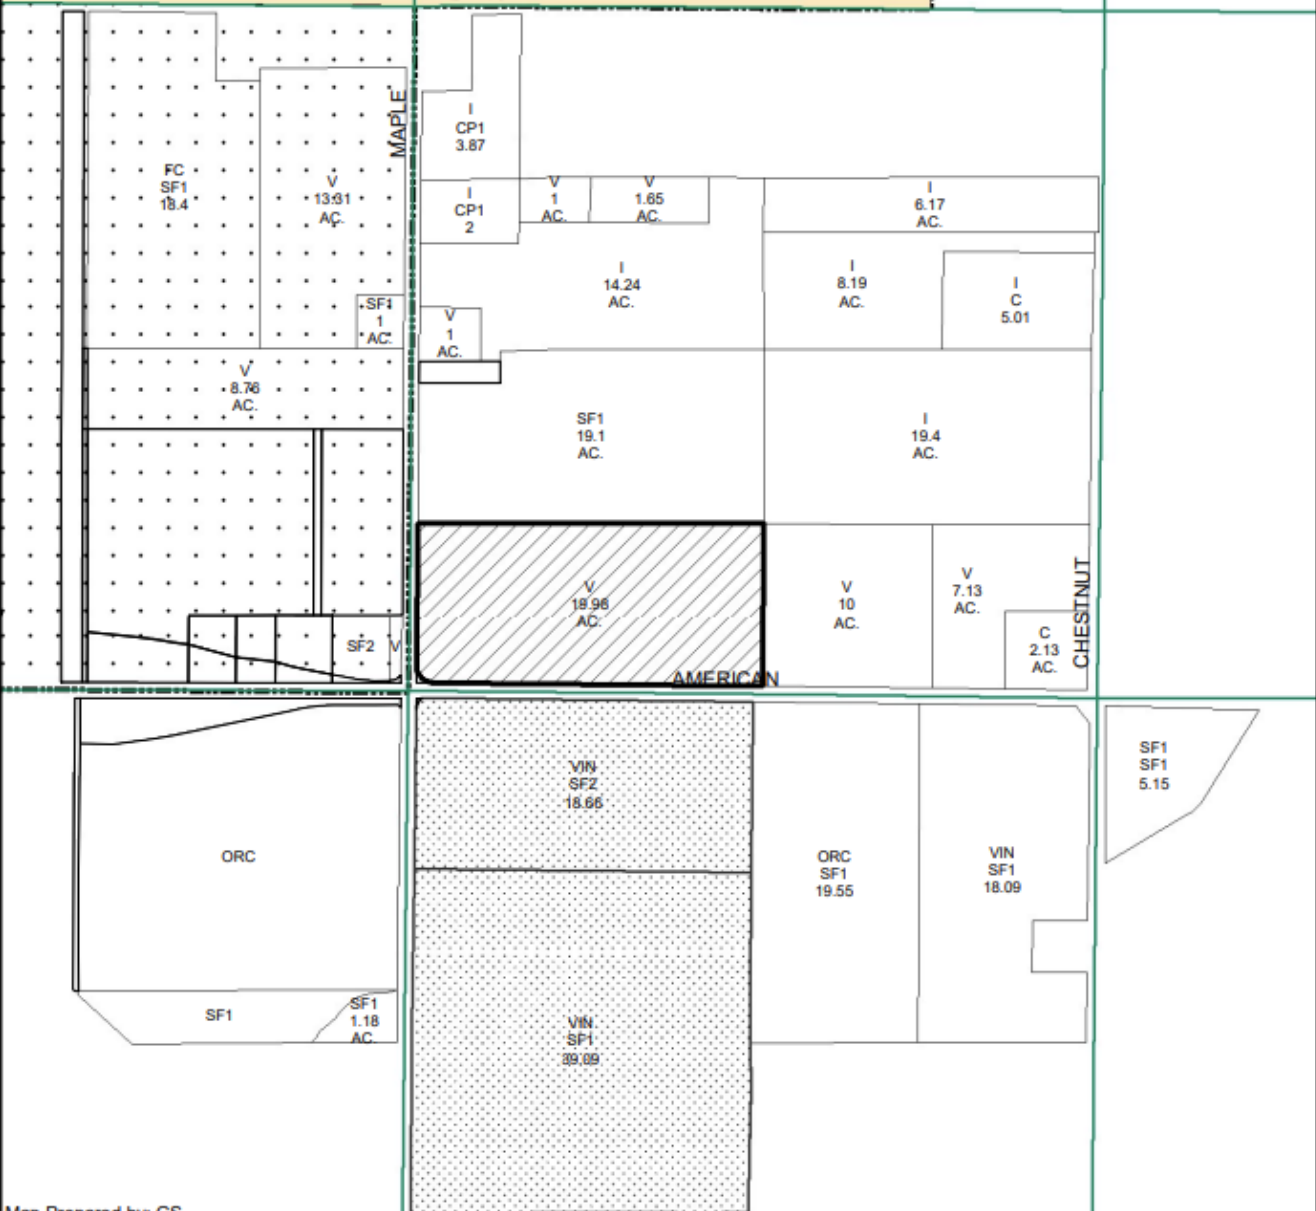 MAPLE
I
CP1
3.87
FC
SF1
18.4
V
13.31
AC.
I
CP1
2
V
1
AC.
V
1.65
AC.
I
6.17
AC.
I
14.24
AC.
I
8.19
AC.
I
C
5.01
SF1
1
AC.
V
1
AC.
V
8.76
AC.
SF1
19.1
AC.
I
19.4
AC.
V
AC.
V
10
AC.
V
7.13
AC.
CHESTNUT
C
2.13
AC.
SF2
V
AMERICAN
VIN
SF2
18.66
SF1
SF1
5.15
ORC
ORC
SF1
19.55
VIN
SF1
18.09
SF1
SF1
1.18
AC.
VIN
SF1
39.09